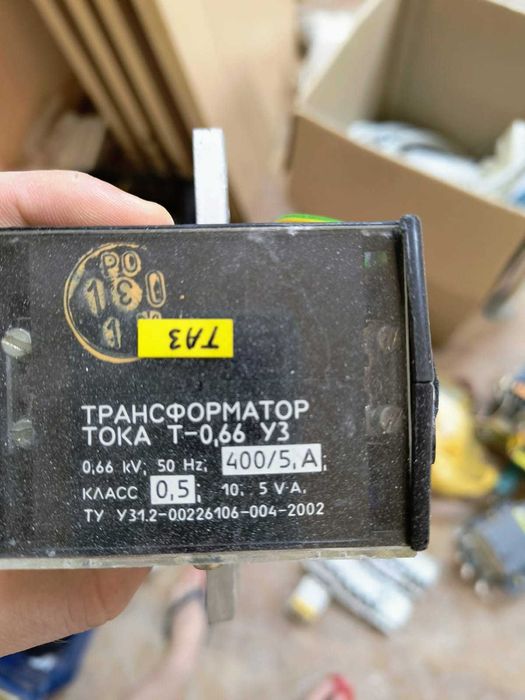 ТА3
ТРАНСФОРМАТОР
ТОКА Т-0,66 У3
0,66 kV; 50 Hz; 400/5, А;
КЛАСС 0,5; 10, 5 V·A.
ТУ У31.2-00226106-004-2002